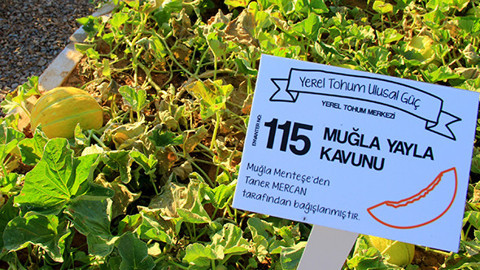 Yerel Tohum Ulusal Güç
YEREL TOHUM MERKEZİ
ENVANTER NO:
115 MUĞLA YAYLA
KAVUNU
Muğla Menteşe'den
Taner MERCAN
tarafından bağışlanmıştır.